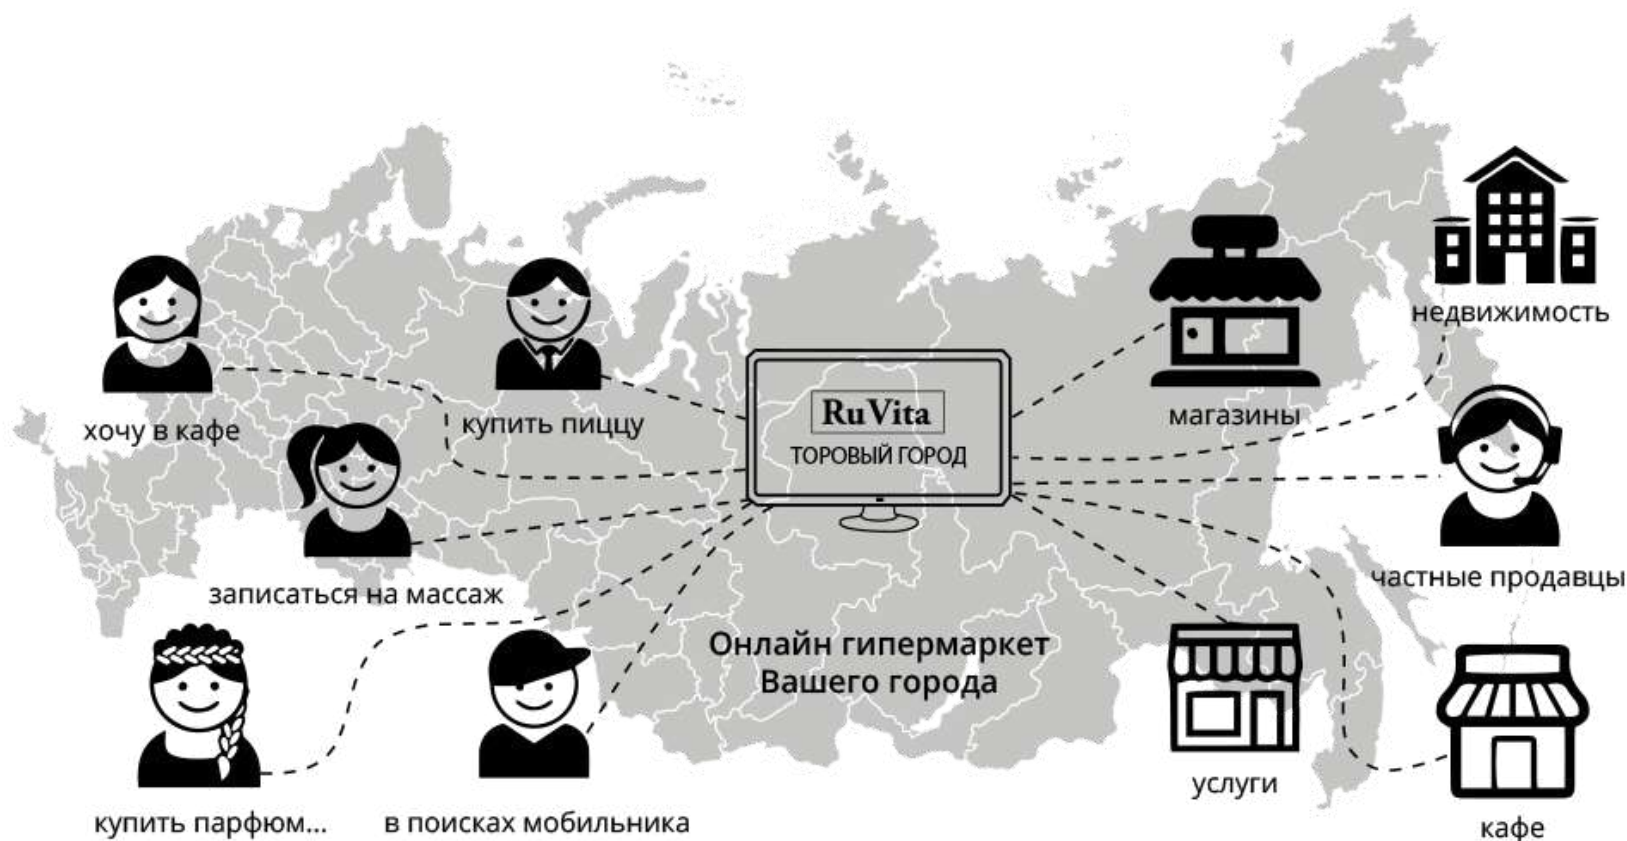 недвижимость
хочу в кафе
купить пиццу
RuVita
ТОРОВЫЙ ГОРОД
магазины
частные продавцы
записаться на массаж
Онлайн гипермаркет
Вашего города
услуги
купить парфюм...
в поисках мобильника
кафе